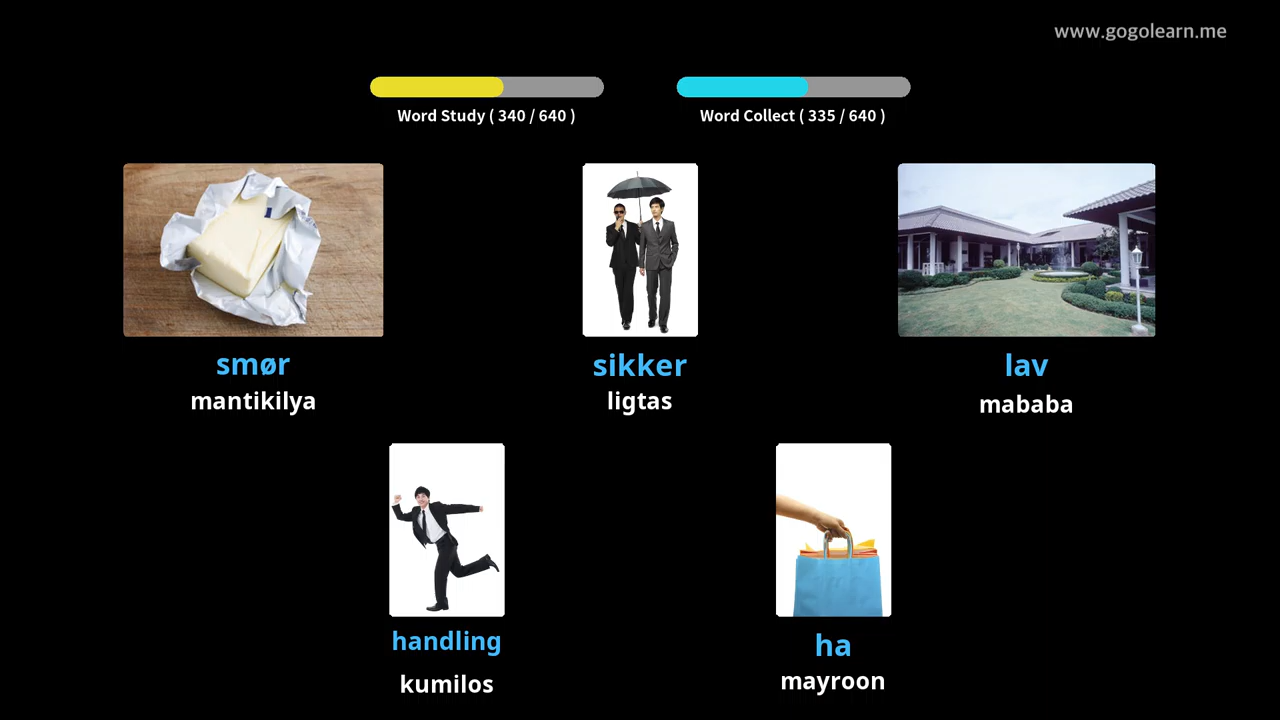 www.gogolearn.me
Word Study ( 340 / 640 )
Word Collect ( 335 / 640 )
smør
mantikilya
sikker
ligtas
lav
mababa
handling
kumilos
ha
mayroon